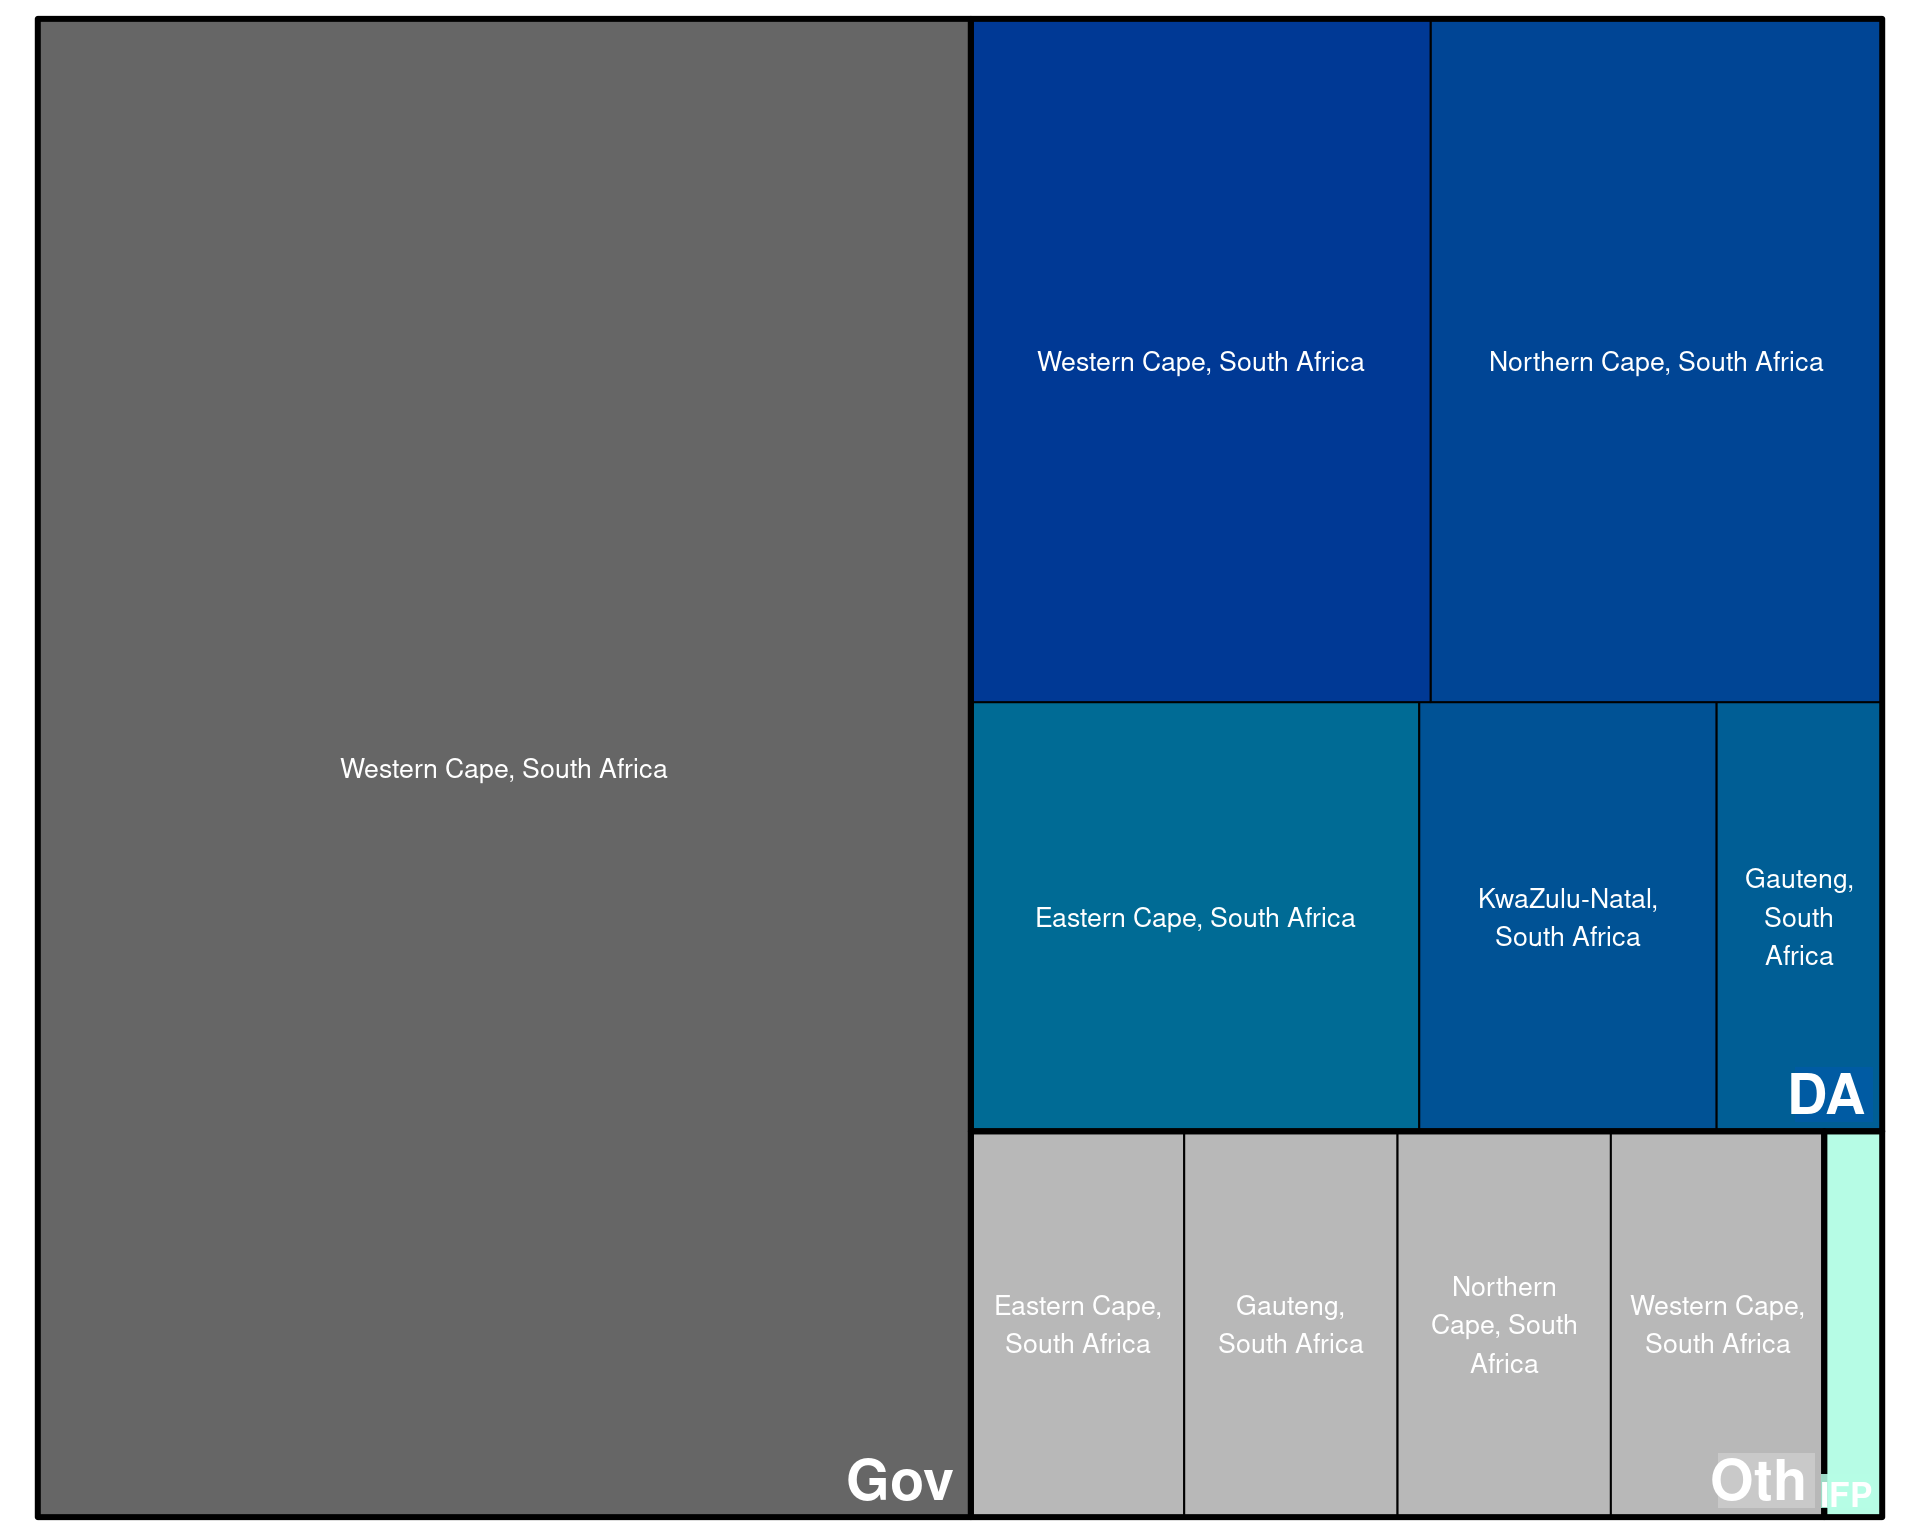 Western Cape, South Africa
Gov
Western Cape, South Africa
Northern Cape, South Africa
Eastern Cape, South Africa
KwaZulu-Natal,
South Africa
Gauteng,
South
Africa
DA
Eastern Cape,
South Africa
Gauteng,
South Africa
Northern
Cape, South
Africa
Western Cape,
South Africa
Oth
IFP